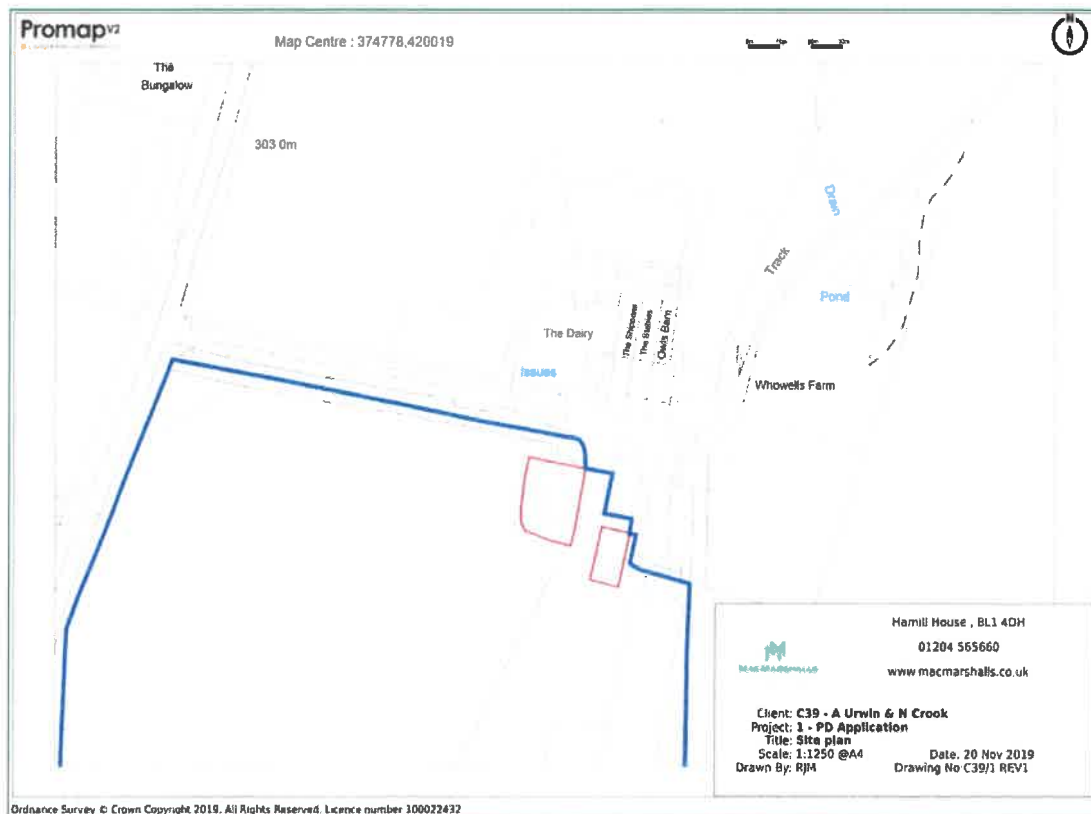 Promap V2
Map Centre : 374778,420019
N
The
Bungalow
303 0m
Drain
Track
Pond
The Dairy
The Shippon
The Stables
Owls Barn
Issues
Whowells Farm
Hamill House , BL1 4DH
01204 565660
MACMARSHALLS
www.macmarshalls.co.uk
Client: C39 - A Urwin & N Crook
Project: 1 - PD Application
Title: Site plan
Scale: 1:1250 @A4 Date. 20 Nov 2019
Drawn By: RJM Drawing No C39/1 REV1
Ordnance Survey © Crown Copyright 2019. All Rights Reserved. Licence number 100022432